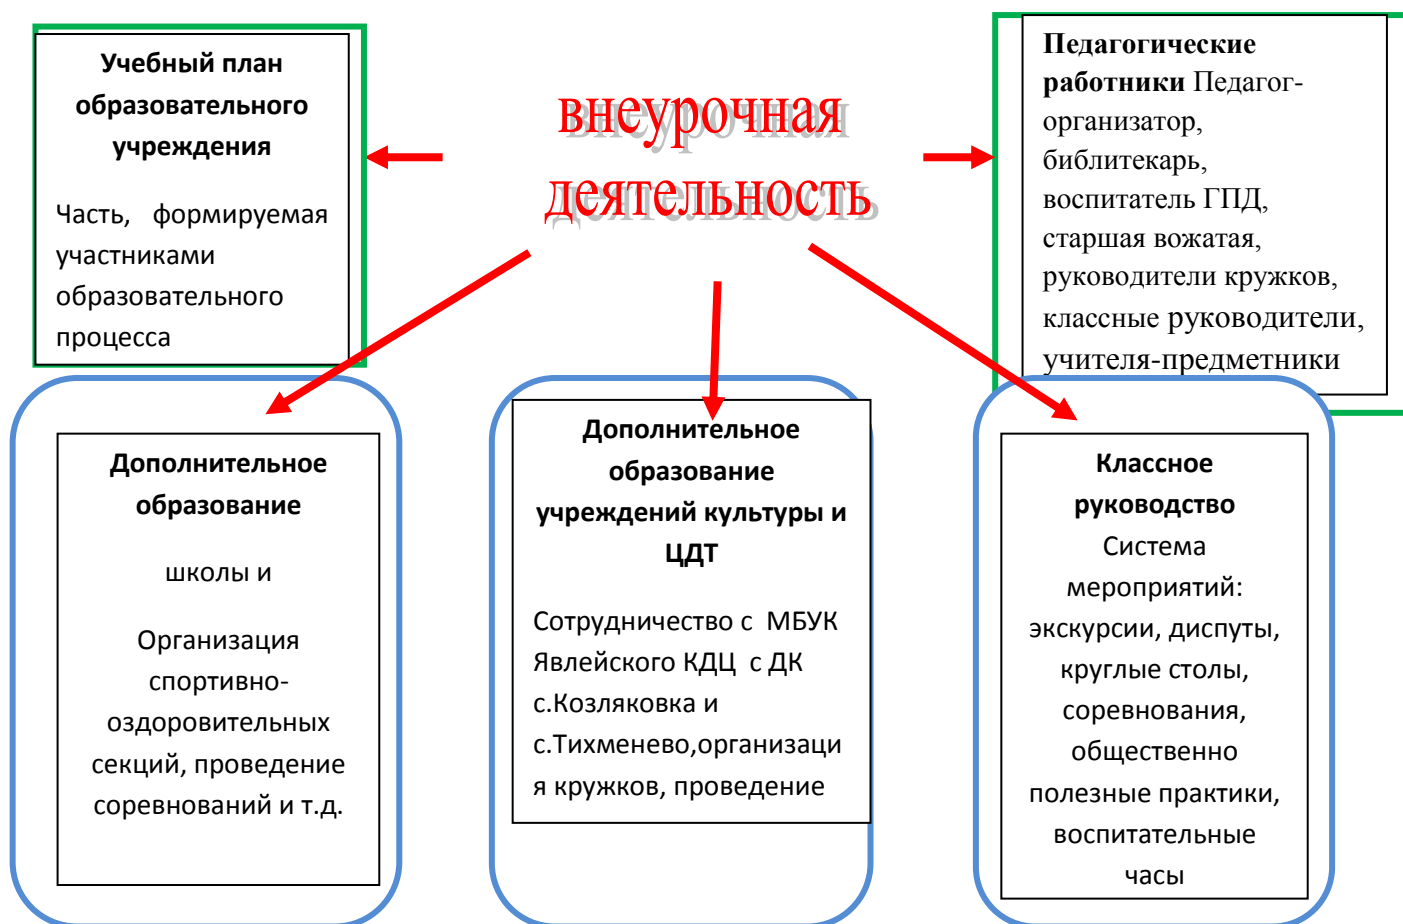 Учебный план
образовательного
учреждения
Часть, формируемая
участниками
образовательного
процесса
внеурочная
деятельность
Педагогические
работники Педагог-
организатор,
библитекарь,
воспитатель ГПД,
старшая вожатая,
руководители кружков,
классные руководители,
учителя-предметники
Дополнительное
образование
школы и
Организация
спортивно-
оздоровительных
секций, проведение
соревнований и т.д.
Дополнительное
образование
учреждений культуры и
ЦДТ
Сотрудничество с МБУК
Явлейского КДЦ с ДК
с.Козляковка и
с.Тихменево,организаци
я кружков, проведение
Классное
руководство
Система
мероприятий:
экскурсии, диспуты,
круглые столы,
соревнования,
общественно
полезные практики,
воспитательные
часы